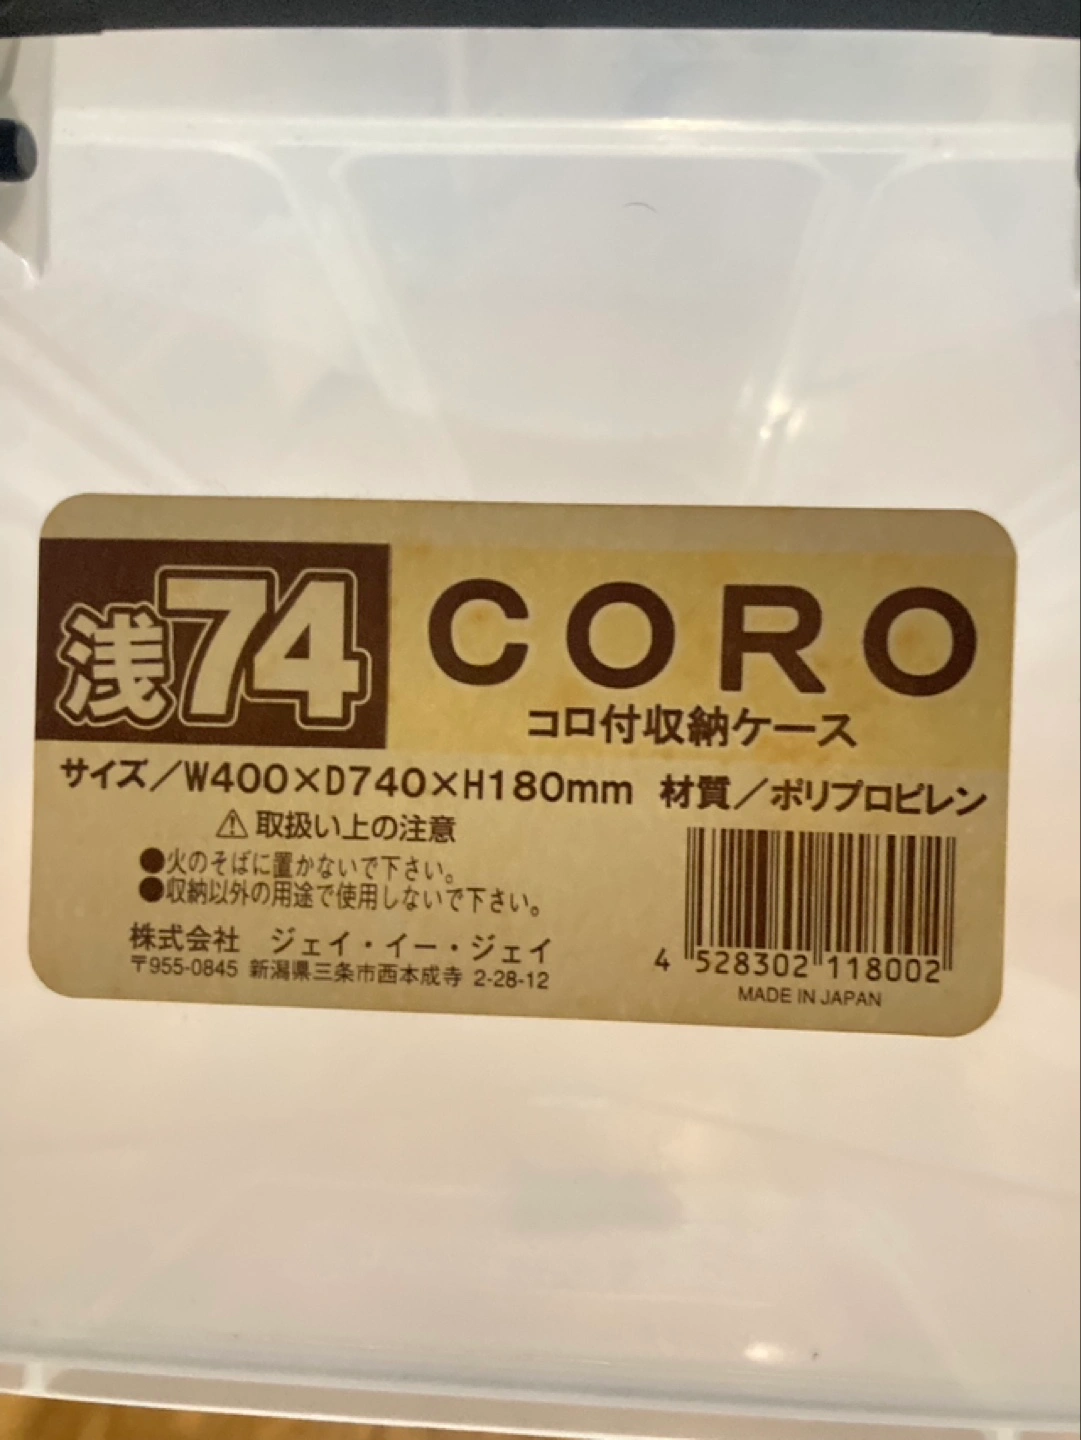 浅74
CORO
コロ付収納ケース
サイズ／W400×D740×H180mm 材質／ポリプロピレン
⚠取扱い上の注意
●火のそばに置かないで下さい。
●収納以外の用途で使用しないで下さい。
株式会社 ジェイ・イー・ジェイ
〒955-0845 新潟県三条市西本成寺 2-28-12
4 528302 118002
MADE IN JAPAN